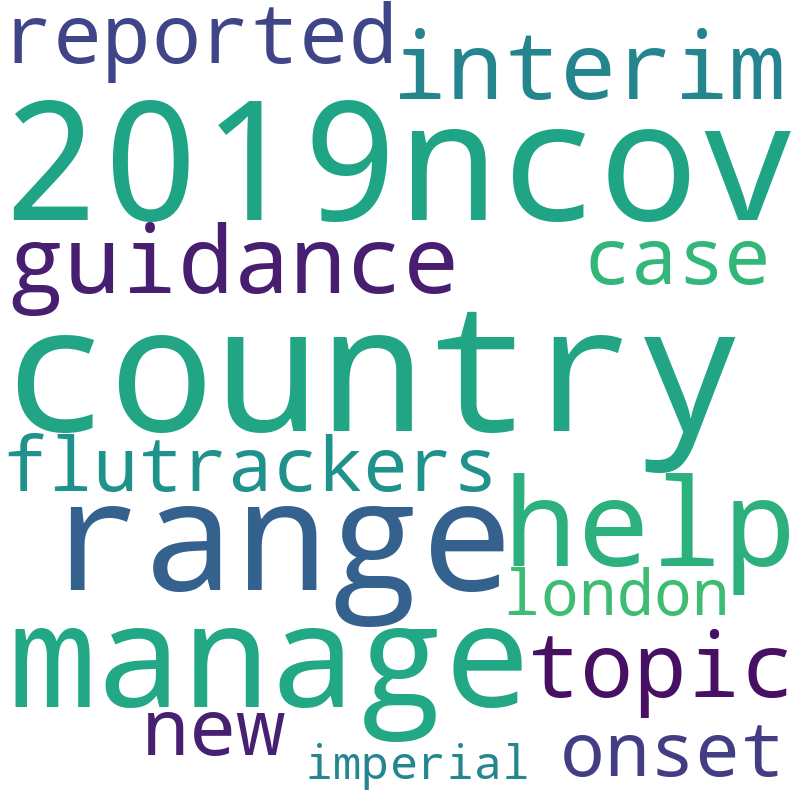 reported interim
2019ncov
guidance case
country
flutrackers
range help
london
manage topic
new onset
imperial